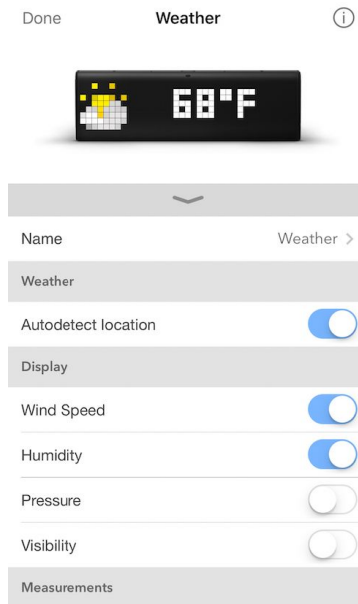 Done Weather
68°F
Name Weather
Weather
Autodetect location
Display
Wind Speed
Humidity
Pressure
Visibility
Measurements